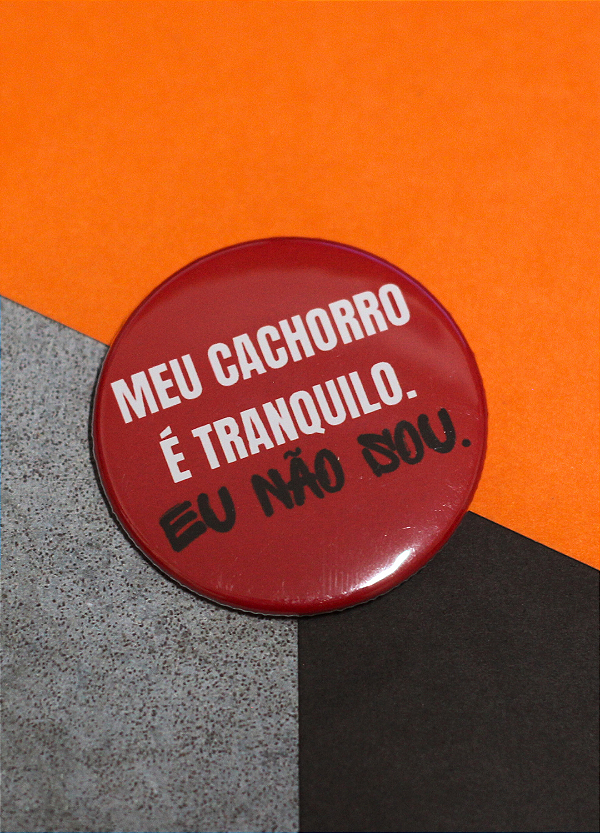 MEU CACHORRO
É TRANQUILO.
EU NÃO SOU.